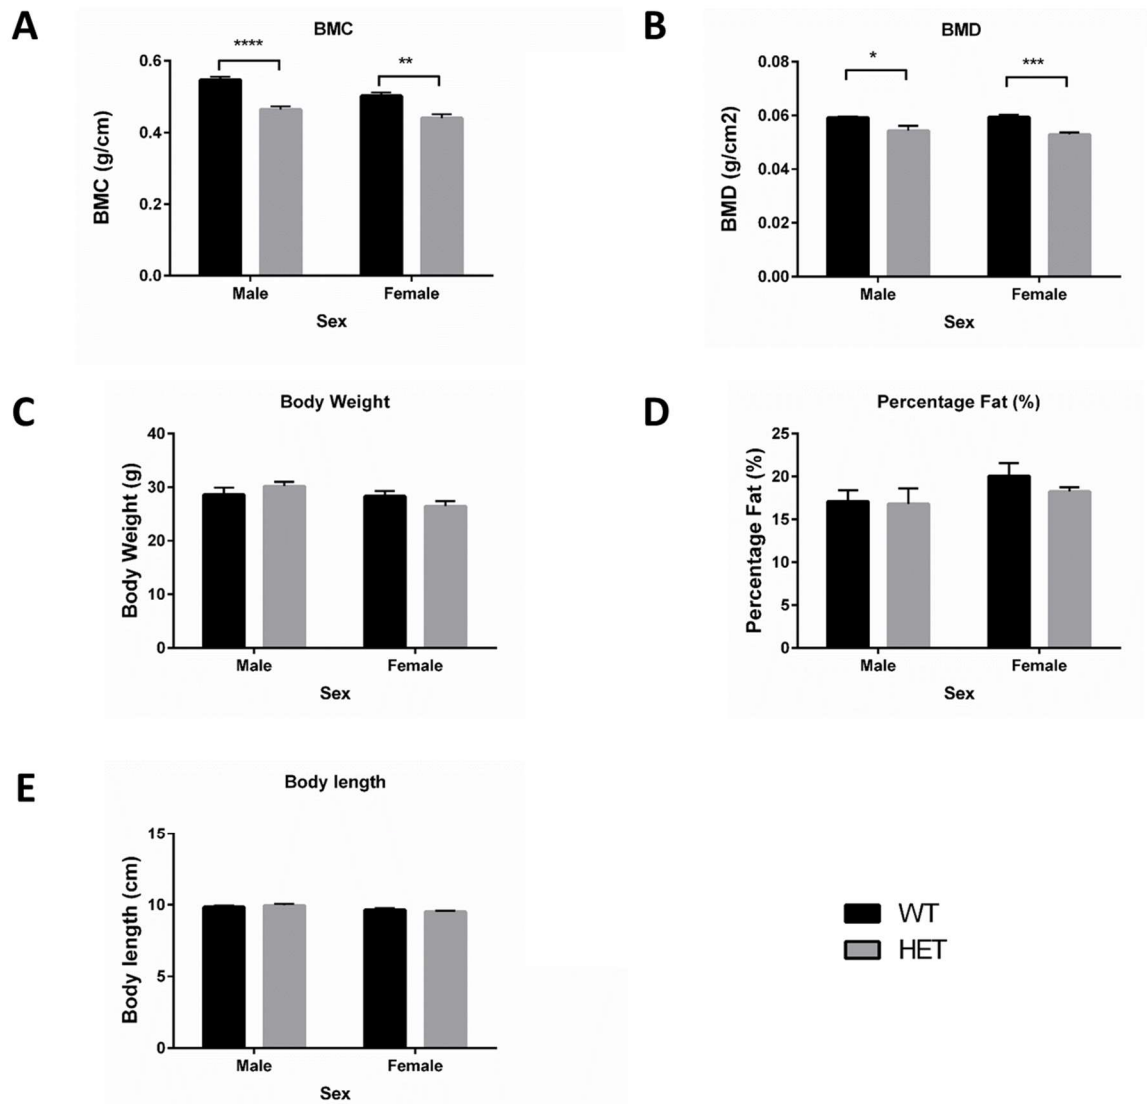 A
BMC
BMC (g/cm)
0.6
0.4
0.2
0.0
****
**
Male
Female
Sex
B
BMD
BMD (g/cm2)
0.08
0.06
0.04
0.02
0.00
*
***
Male
Female
Sex
C
Body Weight
Body Weight (g)
40
30
20
10
0
Male
Female
Sex
D
Percentage Fat (%)
Percentage Fat (%)
25
20
15
10
5
0
Male
Female
Sex
E
Body length
Body length (cm)
15
10
5
0
Male
Female
Sex
WT
HET